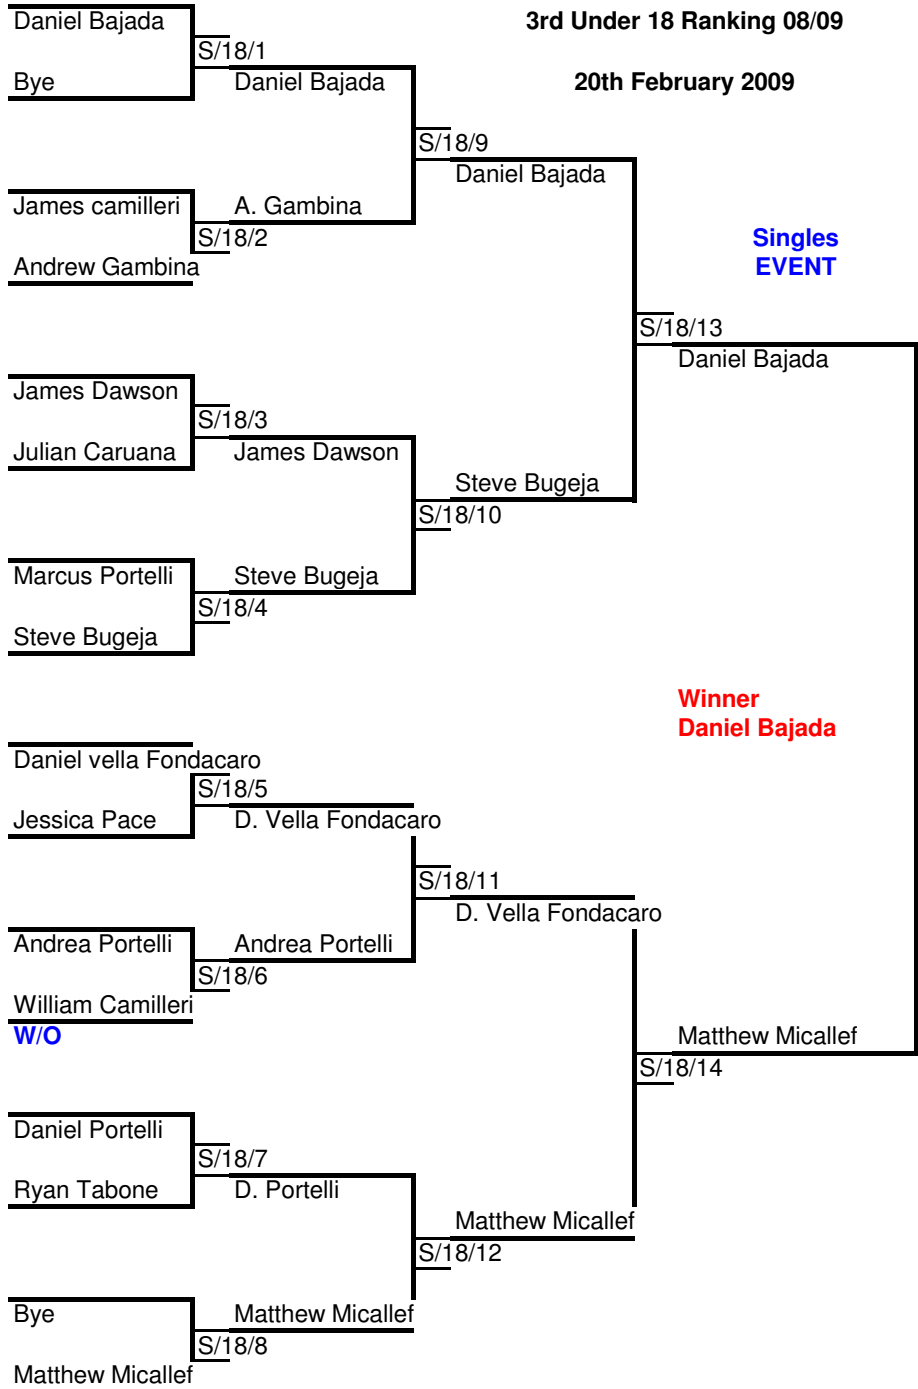 Daniel Bajada
3rd Under 18 Ranking 08/09
S/18/1
Bye
Daniel Bajada
20th February 2009
S/18/9
Daniel Bajada
James camilleri
A. Gambina
S/18/2
Singles
EVENT
Andrew Gambina
S/18/13
Daniel Bajada
James Dawson
S/18/3
Julian Caruana
James Dawson
Steve Bugeja
S/18/10
Marcus Portelli
Steve Bugeja
S/18/4
Steve Bugeja
Winner
Daniel Bajada
Daniel vella Fondacaro
S/18/5
Jessica Pace
D. Vella Fondacaro
S/18/11
D. Vella Fondacaro
Andrea Portelli
Andrea Portelli
S/18/6
William Camilleri
W/O
Matthew Micallef
S/18/14
Daniel Portelli
S/18/7
Ryan Tabone
D. Portelli
Matthew Micallef
S/18/12
Bye
Matthew Micallef
S/18/8
Matthew Micallef